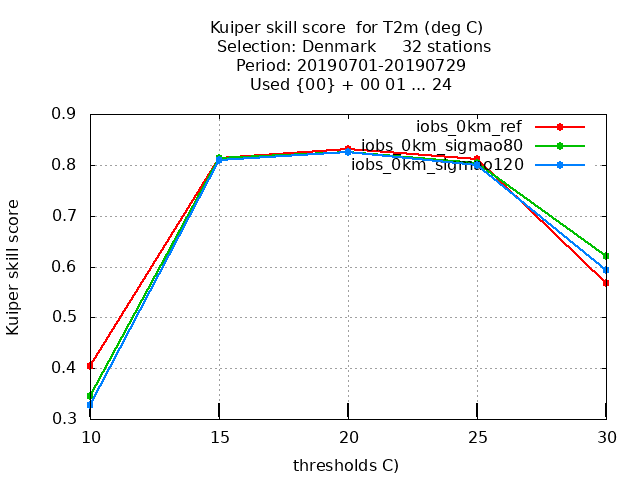 Kuiper skill score  for T2m (deg C)
Selection: Denmark     32 stations
Period: 20190701-20190729
Used {00} + 00 01 ... 24
iobs_0km_ref
iobs_0km_sigmao80
iobs_0km_sigmao120
Kuiper skill score
0.9
0.8
0.7
0.6
0.5
0.4
0.3
10 15 20 25 30
thresholds C)